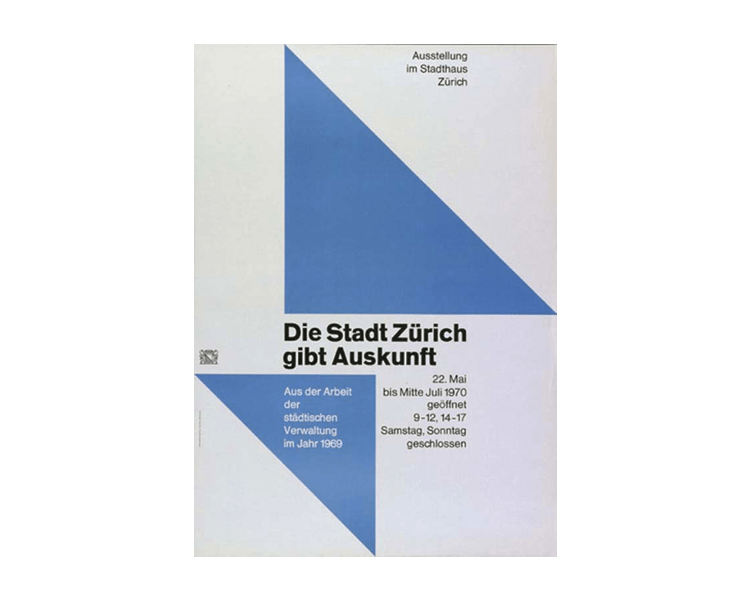 Ausstellung
im Stadthaus
Zürich
Die Stadt Zürich
gibt Auskunft
Aus der Arbeit
der
städtischen
Verwaltung
im Jahr 1969
22. Mai
bis Mitte Juli 1970
geöffnet
9-12, 14-17
Samstag, Sonntag
geschlossen